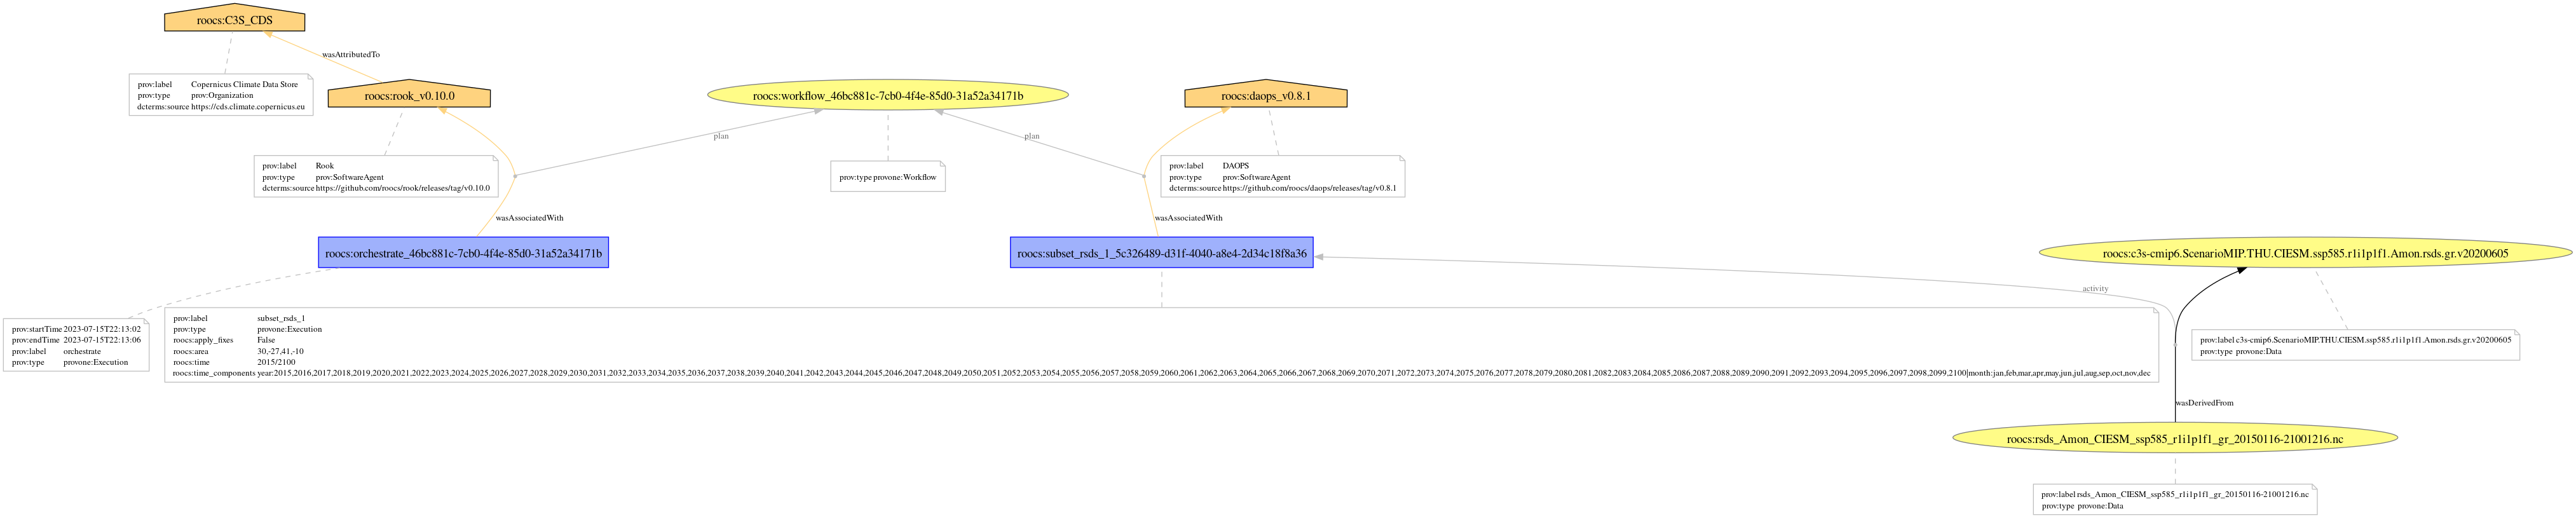 roocs:C3S_CDS
wasAttributedTo
prov:label Copernicus Climate Data Store
prov:type prov:Organization
dcterms:source https://cds.climate.copernicus.eu
roocs:rook_v0.10.0
roocs:workflow_46bc881c-7cb0-4f4e-85d0-31a52a34171b
roocs:daops_v0.8.1
plan
plan
prov:label Rook
prov:type prov:SoftwareAgent
dcterms:source https://github.com/roocs/rook/releases/tag/v0.10.0
prov:type provone:Workflow
prov:label DAOPS
prov:type prov:SoftwareAgent
dcterms:source https://github.com/roocs/daops/releases/tag/v0.8.1
wasAssociatedWith
wasAssociatedWith
roocs:orchestrate_46bc881c-7cb0-4f4e-85d0-31a52a34171b
roocs:subset_rsds_1_5c326489-d31f-4040-a8e4-2d34c18f8a36
roocs:c3s-cmip6.ScenarioMIP.THU.CIESM.ssp585.r1i1p1f1.Amon.rsds.gr.v20200605
activity
prov:startTime 2023-07-15T22:13:02
prov:endTime 2023-07-15T22:13:06
prov:label orchestrate
prov:type provone:Execution
prov:label subset_rsds_1
prov:type provone:Execution
roocs:apply_fixes False
roocs:area 30,-27,41,-10
roocs:time 2015/2100
roocs:time_components year:2015,2016,2017,2018,2019,2020,2021,2022,2023,2024,2025,2026,2027,2028,2029,2030,2031,2032,2033,2034,2035,2036,2037,2038,2039,2040,2041,2042,2043,2044,2045,2046,2047,2048,2049,2050,2051,2052,2053,2054,2055,2056,2057,2058,2059,2060,2061,2062,2063,2064,2065,2066,2067,2068,2069,2070,2071,2072,2073,2074,2075,2076,2077,2078,2079,2080,2081,2082,2083,2084,2085,2086,2087,2088,2089,2090,2091,2092,2093,2094,2095,2096,2097,2098,2099,2100|month:jan,feb,mar,apr,may,jun,jul,aug,sep,oct,nov,dec
prov:label c3s-cmip6.ScenarioMIP.THU.CIESM.ssp585.r1i1p1f1.Amon.rsds.gr.v20200605
prov:type provone:Data
wasDerivedFrom
roocs:rsds_Amon_CIESM_ssp585_r1i1p1f1_gr_20150116-21001216.nc
prov:label rsds_Amon_CIESM_ssp585_r1i1p1f1_gr_20150116-21001216.nc
prov:type provone:Data